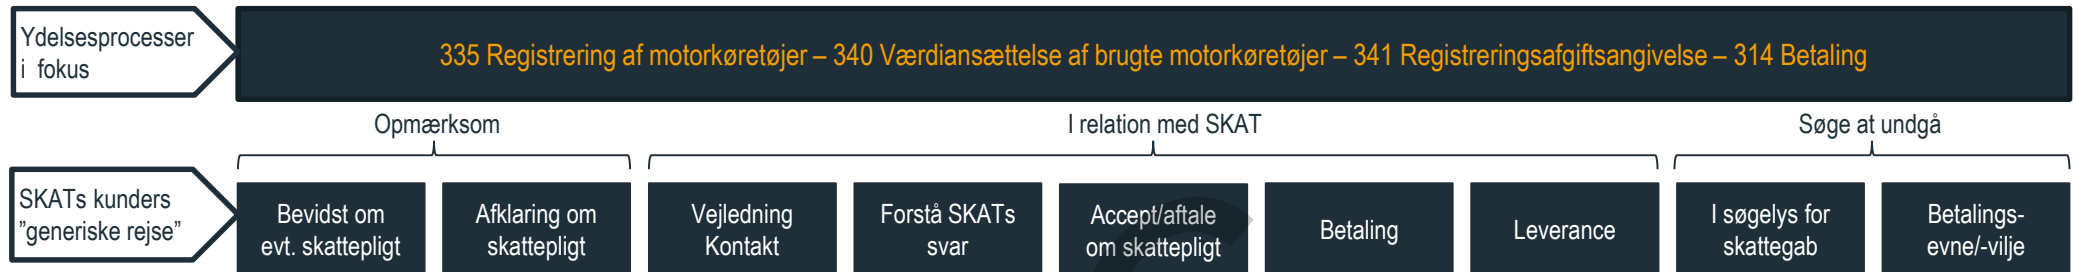 Ydelsesprocesser
i fokus
335 Registrering af motorkøretøjer – 340 Værdiansættelse af brugte motorkøretøjer – 341 Registreringsafgiftsangivelse – 314 Betaling
Opmærksom
I relation med SKAT
Søge at undgå
SKATs kunders
”generiske rejse”
Bevidst om
evt. skattepligt
Afklaring om
skattepligt
Vejledning
Kontakt
Forstå SKATs
svar
Accept/aftale
om skattepligt
Betaling
Leverance
I søgelys for
skattegab
Betalings-
evne/-vilje